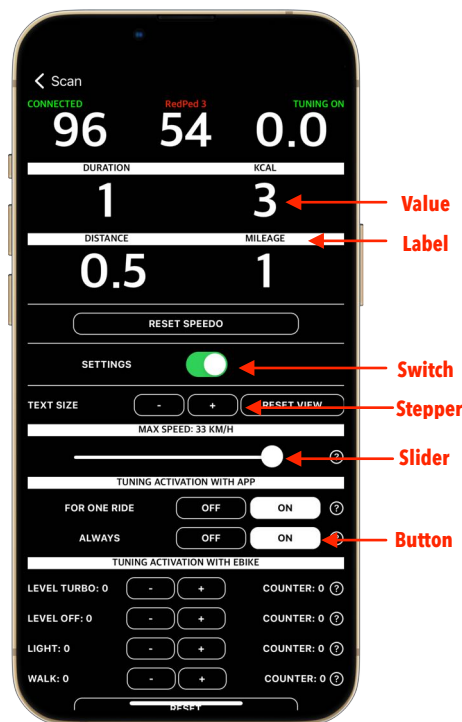 Scan
CONNECTED RedPed 3 TUNING ON
96 54 0.0
DURATION KCAL
1 3
Value
DISTANCE MILEAGE
Label
0.5 1
RESET SPEEDO
SETTINGS
Switch
TEXT SIZE - + RESET VIEW
Stepper
MAX SPEED: 33 KM/H
?
Slider
TUNING ACTIVATION WITH APP
FOR ONE RIDE OFF ON ?
ALWAYS OFF ON ?
Button
TUNING ACTIVATION WITH EBIKE
LEVEL TURBO: 0 - + COUNTER: 0 ?
LEVEL OFF: 0 - + COUNTER: 0 ?
LIGHT: 0 - + COUNTER: 0 ?
WALK: 0 - + COUNTER: 0 ?
RESET